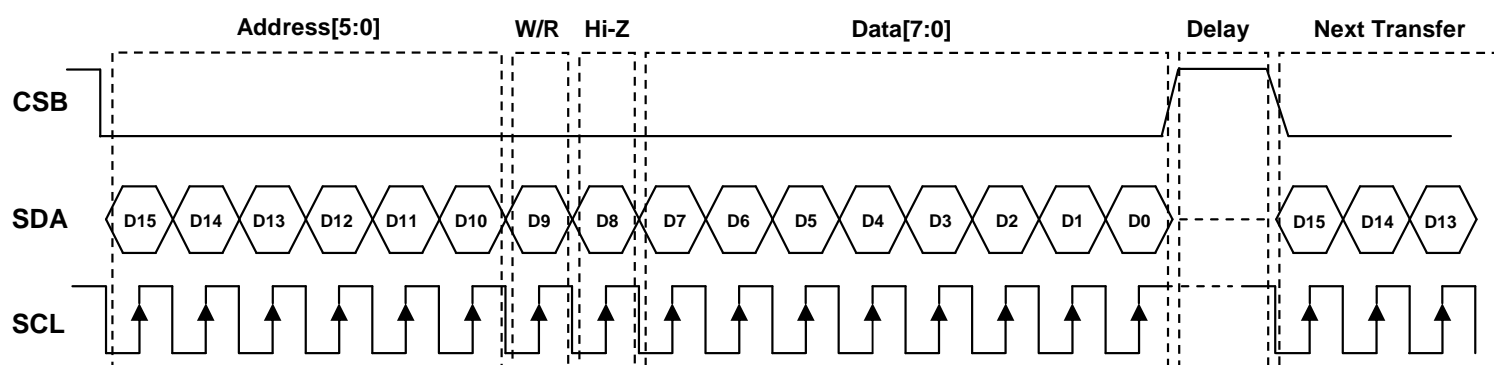 Address[5:0] W/R Hi-Z Data[7:0] Delay Next Transfer
CSB
SDA D15 D14 D13 D12 D11 D10 D9 D8 D7 D6 D5 D4 D3 D2 D1 D0 D15 D14 D13
SCL